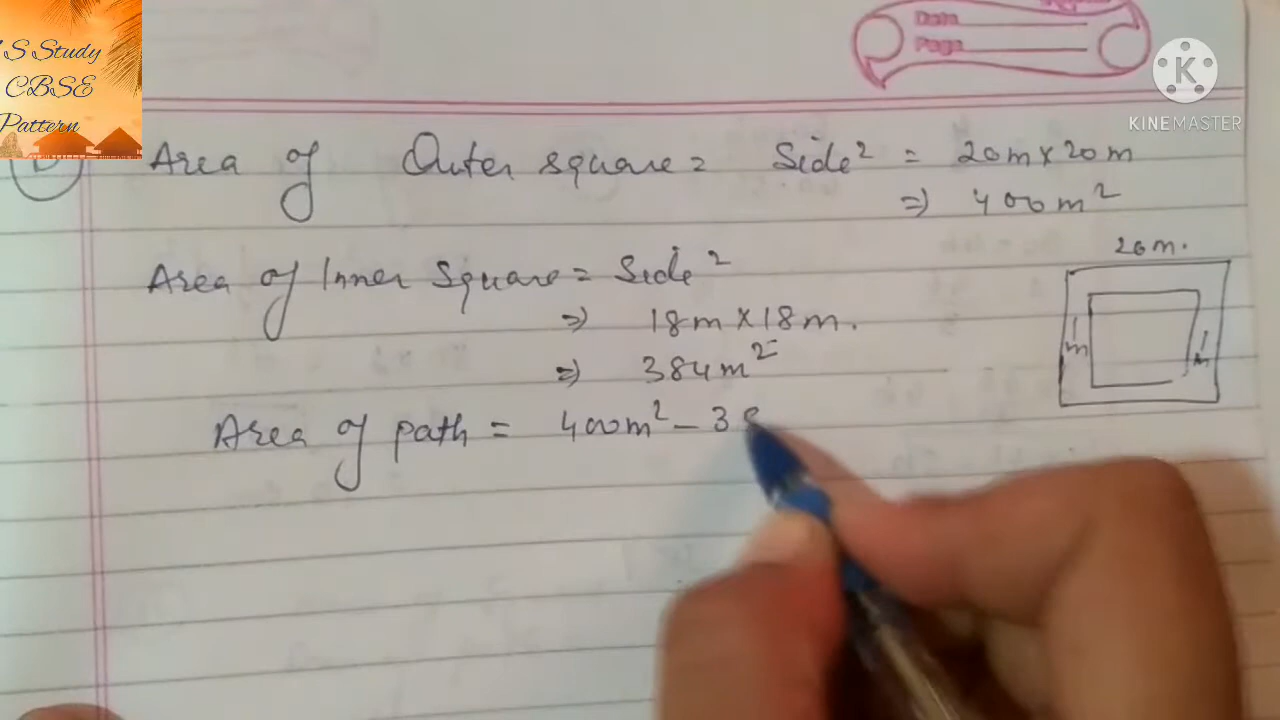 S Study
CBSE
Pattern
Date
Page
KINEMASTER
Area of Outer square = Side² = 20m×20m
⇒ 400m²
20m.
Area of Inner Square = Side²
⇒ 18m×18m.
⇒ 384m²
1m
1m
Area of path = 400m² – 38